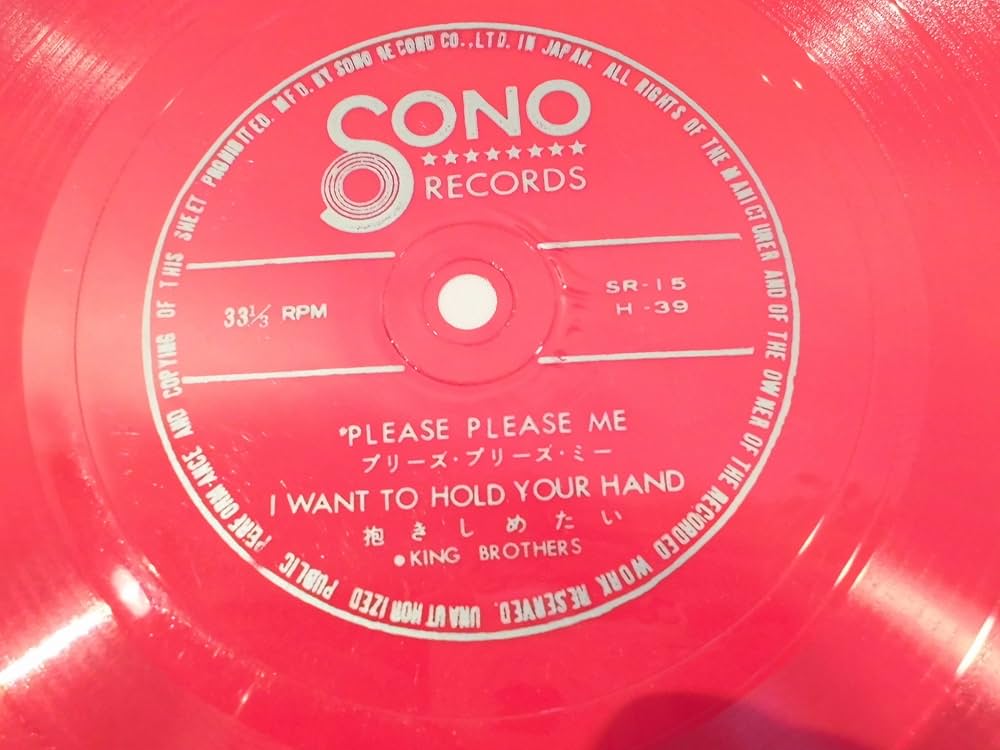 SONO
RECORDS
33⅓ RPM
SR-15
H-39
*PLEASE PLEASE ME
プリーズ・プリーズ・ミー
I WANT TO HOLD YOUR HAND
抱きしめたい
●KING BROTHERS
MFD. BY SONO RECORD CO.,LTD. IN JAPAN. ALL RIGHTS OF THE MANICTURER AND OF THE OWNER OF THE RECORDED WORK RESERVED. UNAUTHORIZED PUBLIC PERFORMANCE AND COPYING OF THIS SHEET PROHIBITED.